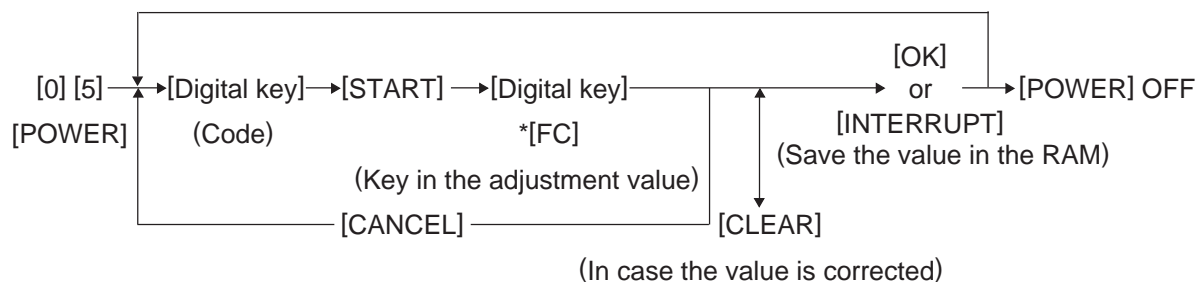 [OK]
[0] [5] [Digital key] [START] [Digital key] or [POWER] OFF
[POWER] (Code) *[FC] [INTERRUPT]
(Key in the adjustment value) (Save the value in the RAM)
[CANCEL] [CLEAR]
(In case the value is corrected)